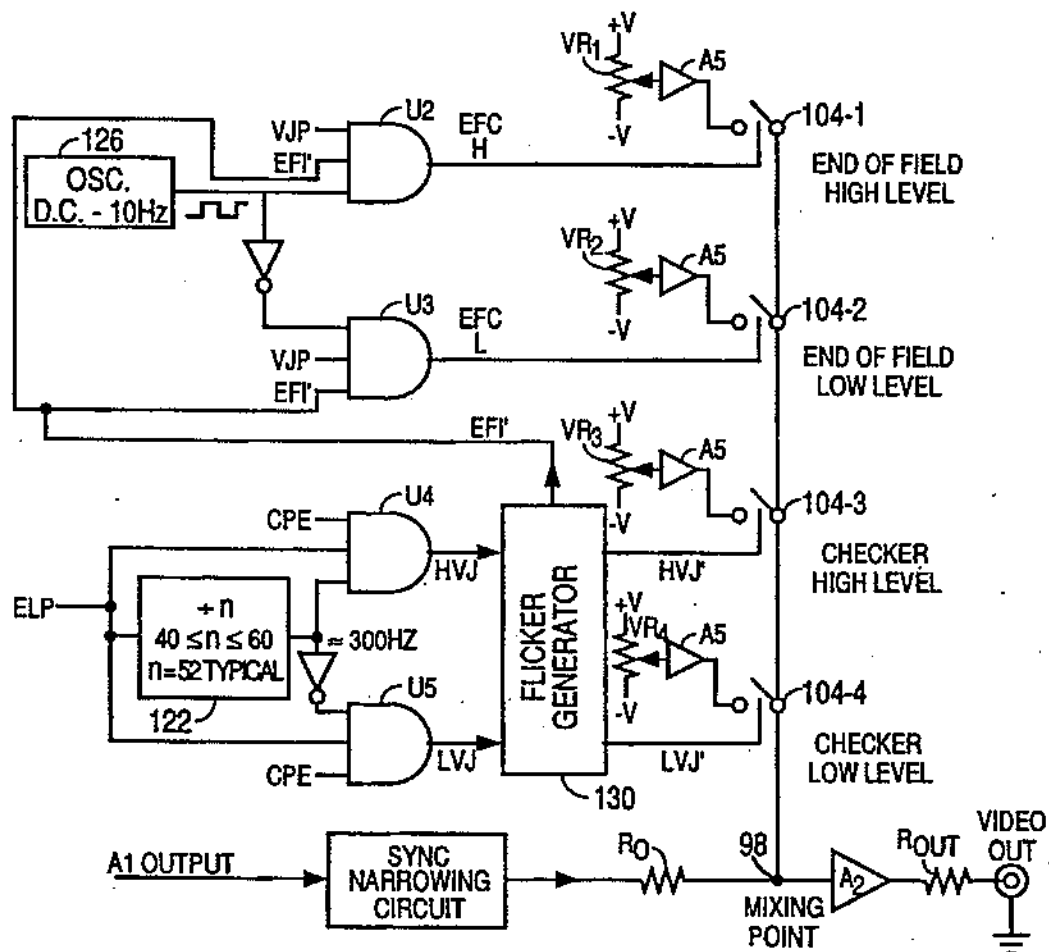 +V
VR1
A5
-V
104-1
END OF FIELD
HIGH LEVEL
U2
VJP
EFI'
EFC
H
126
OSC.
D.C. - 10Hz
+V
VR2
A5
-V
104-2
END OF FIELD
LOW LEVEL
U3
EFC
L
VJP
EFI'
EFI'
+V
VR3
A5
-V
104-3
CHECKER
HIGH LEVEL
U4
CPE
HVJ
FLICKER
GENERATOR
HVJ'
ELP
÷ n
40 ≤ n ≤ 60
n=52 TYPICAL
122
≈ 300HZ
U5
CPE
LVJ
130
+V
VR4
A5
-V
104-4
LVJ'
CHECKER
LOW LEVEL
A1 OUTPUT
SYNC
NARROWING
CIRCUIT
RO
98
MIXING
POINT
A2
ROUT
VIDEO
OUT